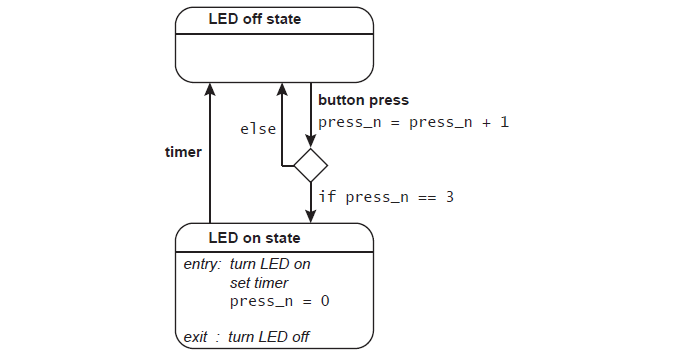 LED off state
button press
press_n = press_n + 1
else
timer
if press_n == 3
LED on state
entry: turn LED on
set timer
press_n = 0
exit : turn LED off